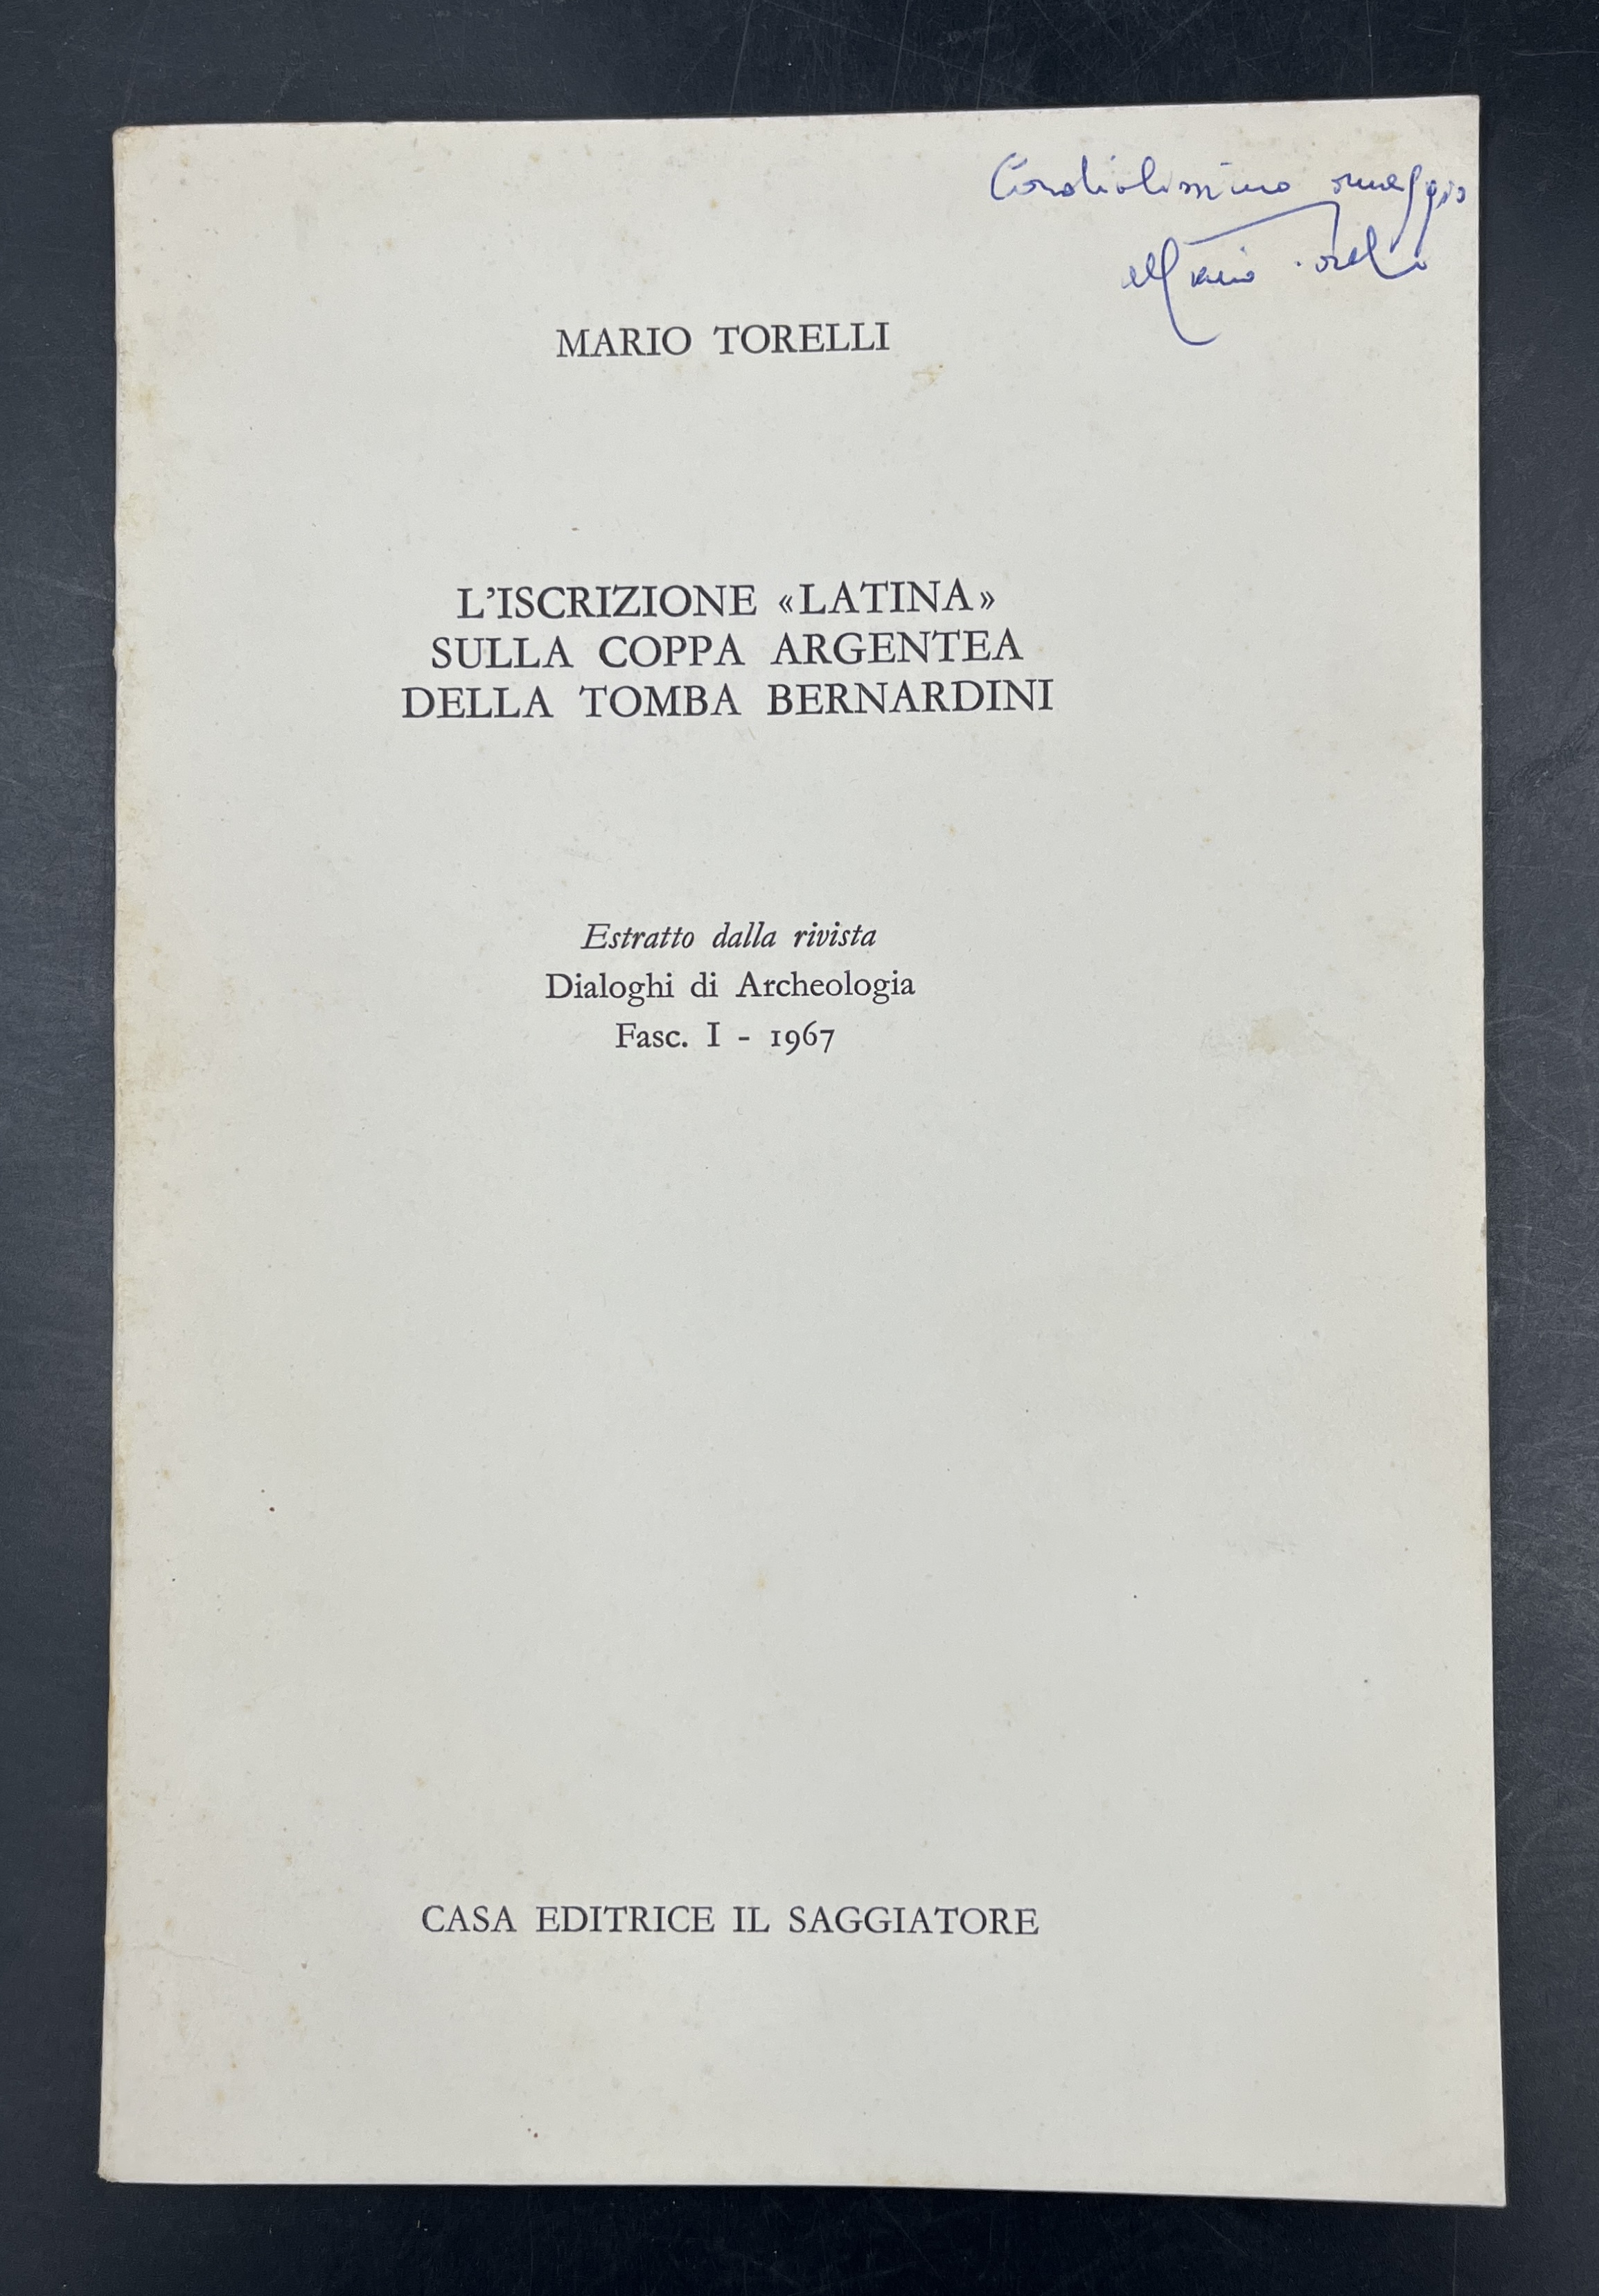 Cordialissimo omaggio
Mario Torelli
MARIO TORELLI
L'ISCRIZIONE «LATINA»
SULLA COPPA ARGENTEA
DELLA TOMBA BERNARDINI
Estratto dalla rivista
Dialoghi di Archeologia
Fasc. I - 1967
CASA EDITRICE IL SAGGIATORE